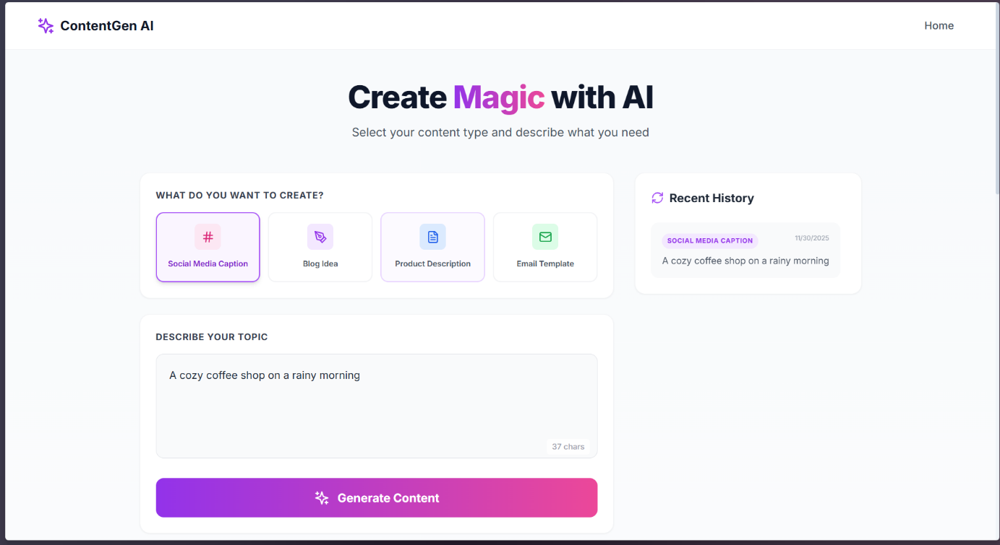 ContentGen AI
Home
Create Magic with AI
Select your content type and describe what you need
WHAT DO YOU WANT TO CREATE?
Social Media Caption
Blog Idea
Product Description
Email Template
Recent History
SOCIAL MEDIA CAPTION
11/30/2025
A cozy coffee shop on a rainy morning
DESCRIBE YOUR TOPIC
A cozy coffee shop on a rainy morning
37 chars
Generate Content